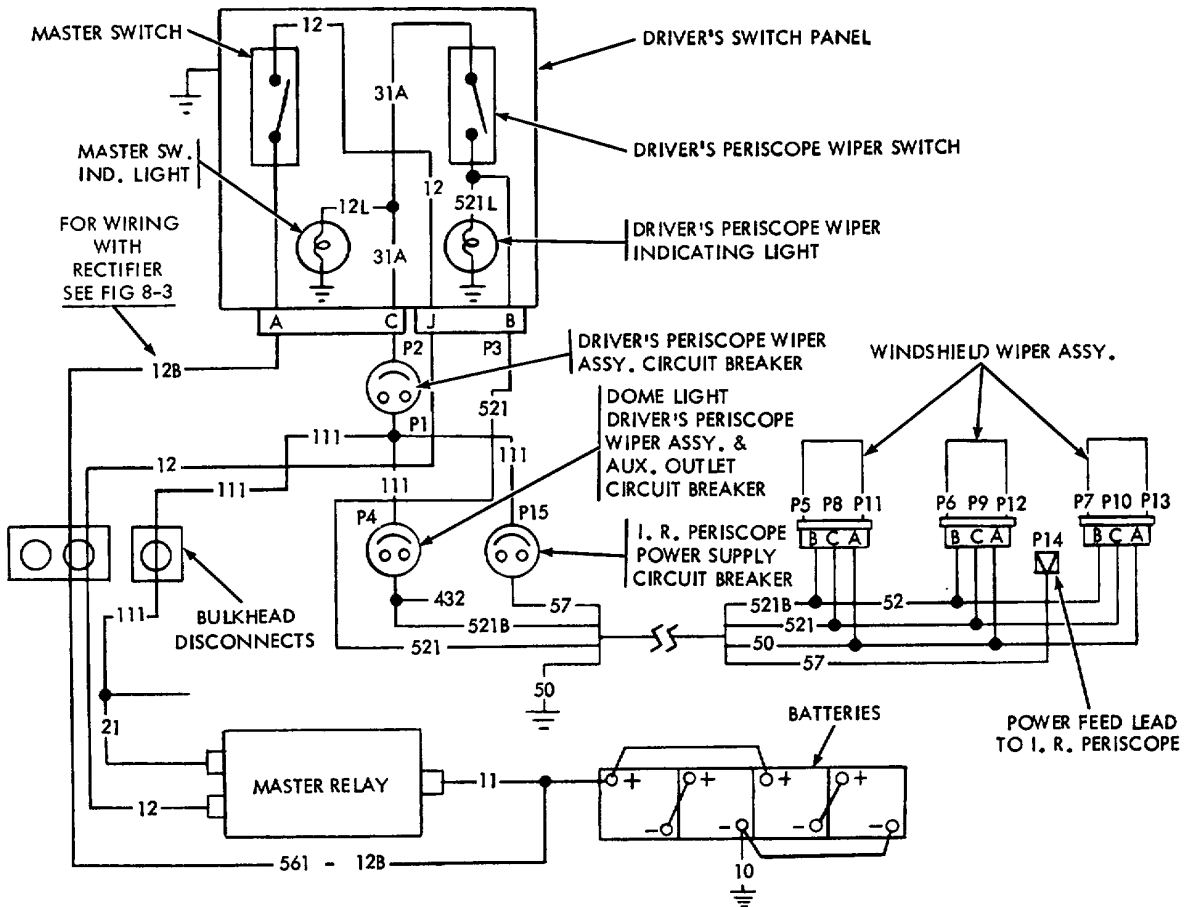 MASTER SWITCH
12
DRIVER'S SWITCH PANEL
31A
MASTER SW.
IND. LIGHT
DRIVER'S PERISCOPE WIPER SWITCH
12
12L
521L
FOR WIRING
WITH
RECTIFIER
SEE FIG 8-3
31A
DRIVER'S PERISCOPE WIPER
INDICATING LIGHT
A
C
J
B
P2
P3
DRIVER'S PERISCOPE WIPER
ASSY. CIRCUIT BREAKER
WINDSHIELD WIPER ASSY.
12B
521
P1
DOME LIGHT
DRIVER'S PERISCOPE
WIPER ASSY. &
AUX. OUTLET
CIRCUIT BREAKER
111
12
111
111
111
P4
P15
I. R. PERISCOPE
POWER SUPPLY
CIRCUIT BREAKER
P5 P8 P11
B C A
P6 P9 P12
B C A
P7 P10 P13
B C A
P14
111
BULKHEAD
DISCONNECTS
432
57
521B
521
521B
52
521
50
57
50
21
BATTERIES
POWER FEED LEAD
TO I. R. PERISCOPE
MASTER RELAY
11
12
+ + + +
- - - -
561 - 12B
10